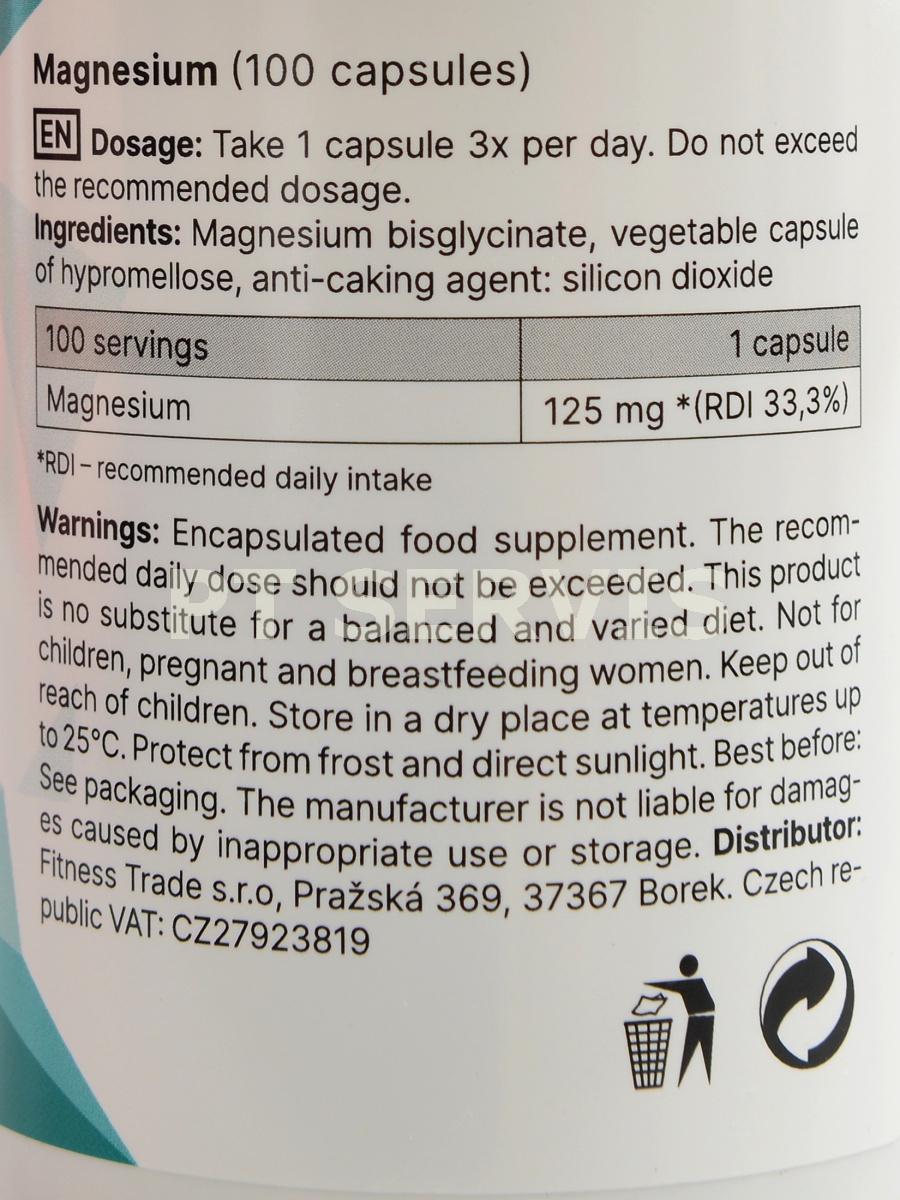 Magnesium (100 capsules)
EN Dosage: Take 1 capsule 3x per day. Do not exceed
the recommended dosage.
Ingredients: Magnesium bisglycinate, vegetable capsule
of hypromellose, anti-caking agent: silicon dioxide
100 servings 1 capsule
Magnesium 125 mg *(RDI 33,3%)
*RDI – recommended daily intake
Warnings: Encapsulated food supplement. The recom-
mended daily dose should not be exceeded. This product
PT SERVIS
is no substitute for a balanced and varied diet. Not for
children, pregnant and breastfeeding women. Keep out of
reach of children. Store in a dry place at temperatures up
to 25°C. Protect from frost and direct sunlight. Best before:
See packaging. The manufacturer is not liable for damag-
es caused by inappropriate use or storage. Distributor:
Fitness Trade s.r.o, Pražská 369, 37367 Borek. Czech re-
public VAT: CZ27923819